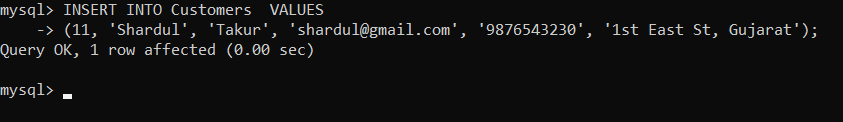 mysql> INSERT INTO Customers  VALUES
    -> (11, 'Shardul', 'Takur', 'shardul@gmail.com', '9876543230', '1st East St, Gujarat');
Query OK, 1 row affected (0.00 sec)

mysql>